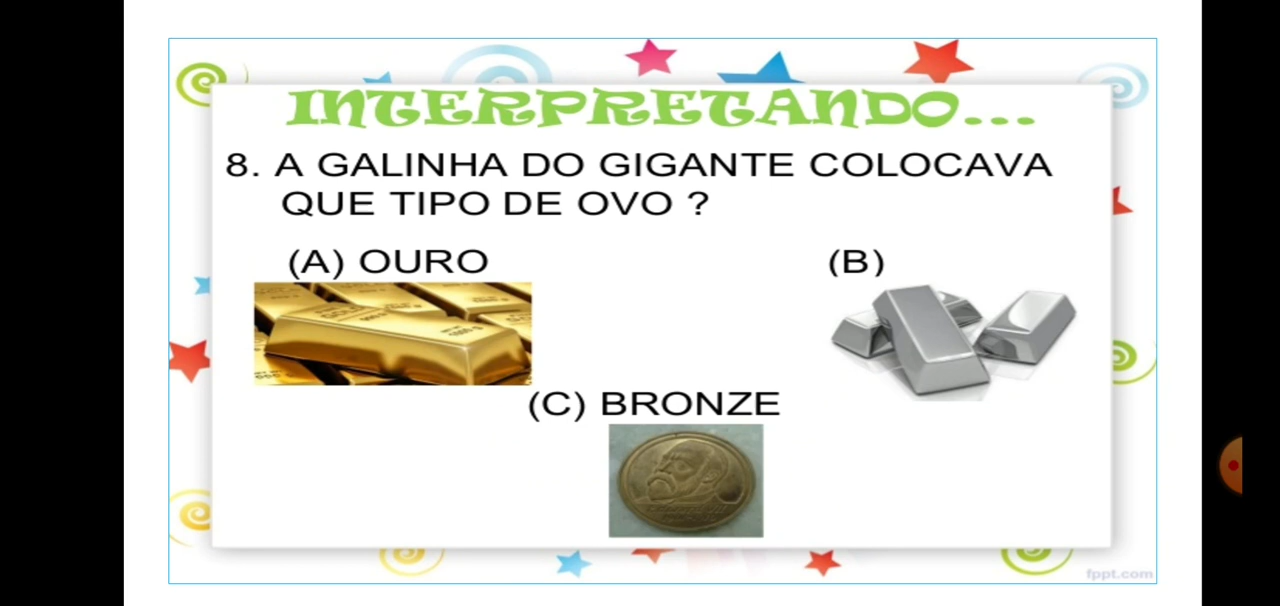 INTERPRETANDO...
8. A GALINHA DO GIGANTE COLOCAVA
QUE TIPO DE OVO ?
(A) OURO
(B)
(C) BRONZE
fppt.com